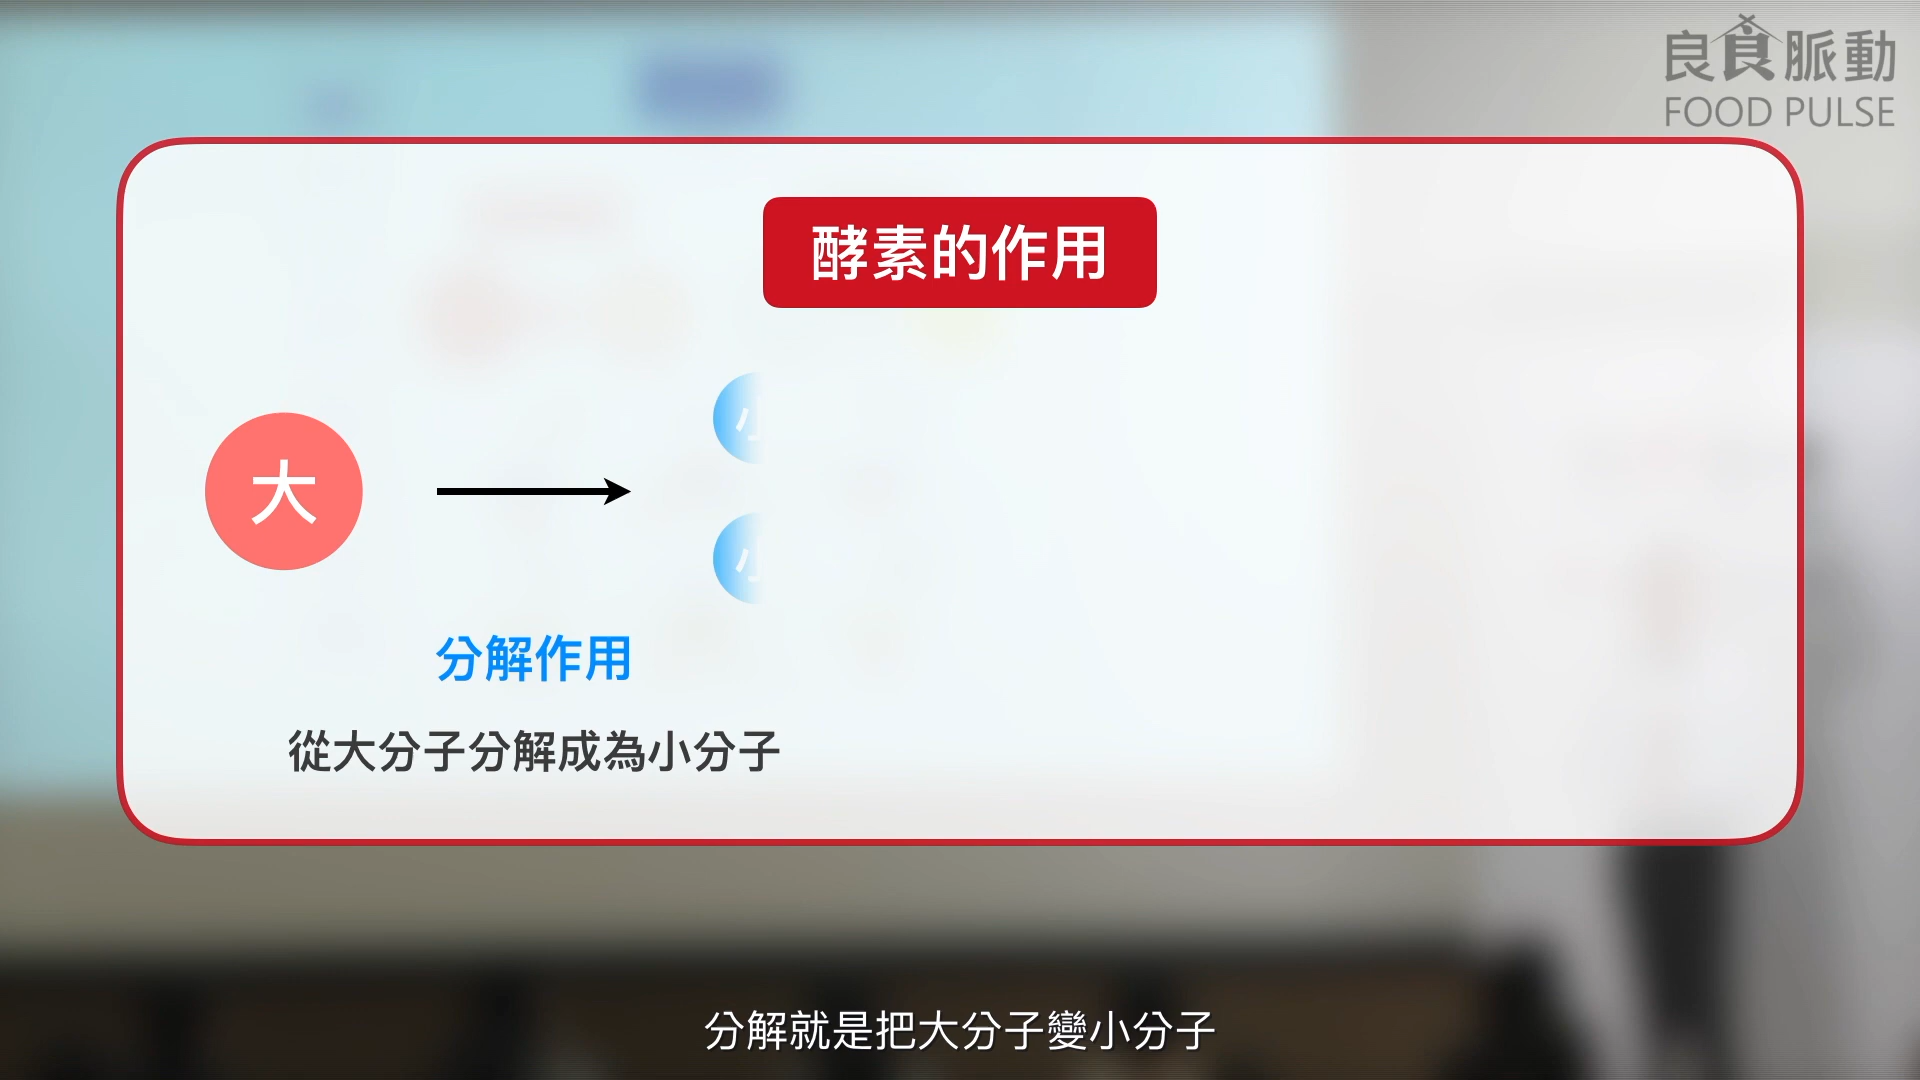 良食脈動
FOOD PULSE
酵素的作用
大
小
小
分解作用
從大分子分解成為小分子
分解就是把大分子變小分子